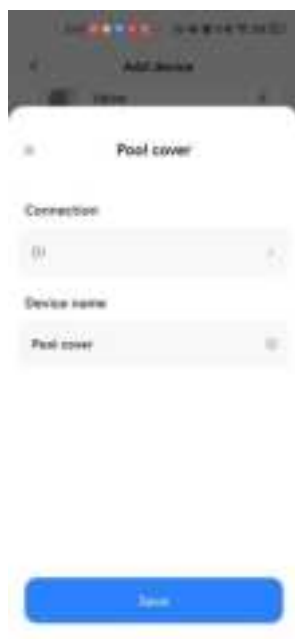 Add device
Pool cover
Connection
Device name
Pool cover
Save